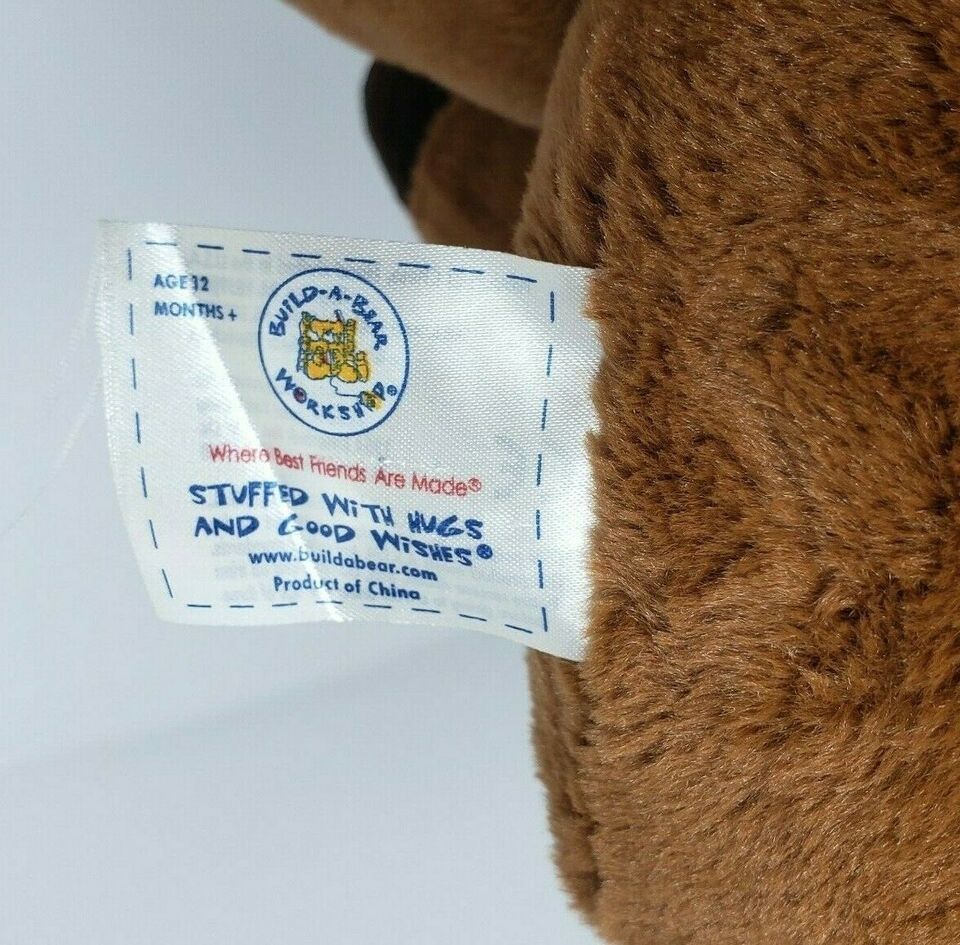 AGE 12
MONTHS +
BUILD-A-BEAR
WORKSHOP®
Where Best Friends Are Made®
STUFFED WITH HUGS
AND GOOD WISHES®
www.buildabear.com
Product of China